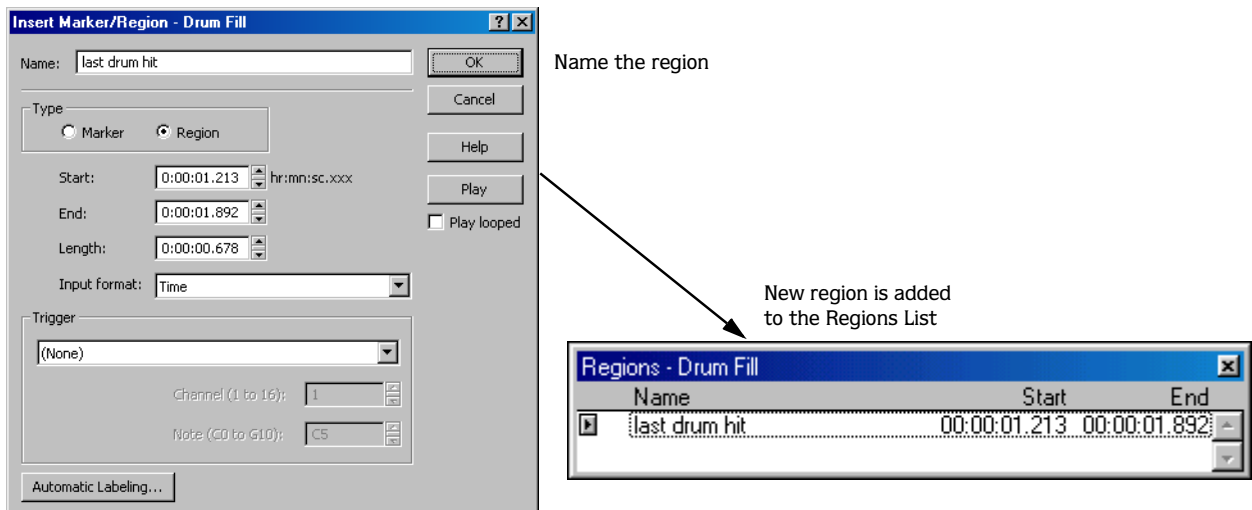 Insert Marker/Region - Drum Fill
Name: last drum hit
OK
Name the region
Cancel
Type
Marker Region
Help
Start: 0:00:01.213 hr:mn:sc.xxx
Play
End: 0:00:01.892
Play looped
Length: 0:00:00.678
Input format: Time
Trigger
(None)
Channel (1 to 16): 1
Note (C0 to G10): C5
Automatic Labeling...
New region is added
to the Regions List
Regions - Drum Fill
Name Start End
last drum hit 00:00:01.213 00:00:01.892